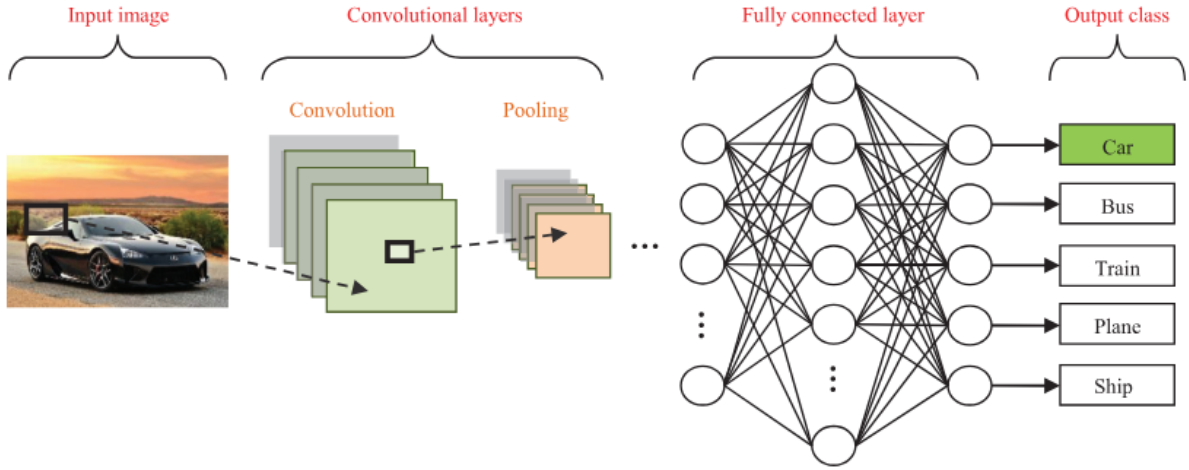 Input image
Convolutional layers
Fully connected layer
Output class
Convolution
Pooling
Car
Bus
Train
Plane
Ship